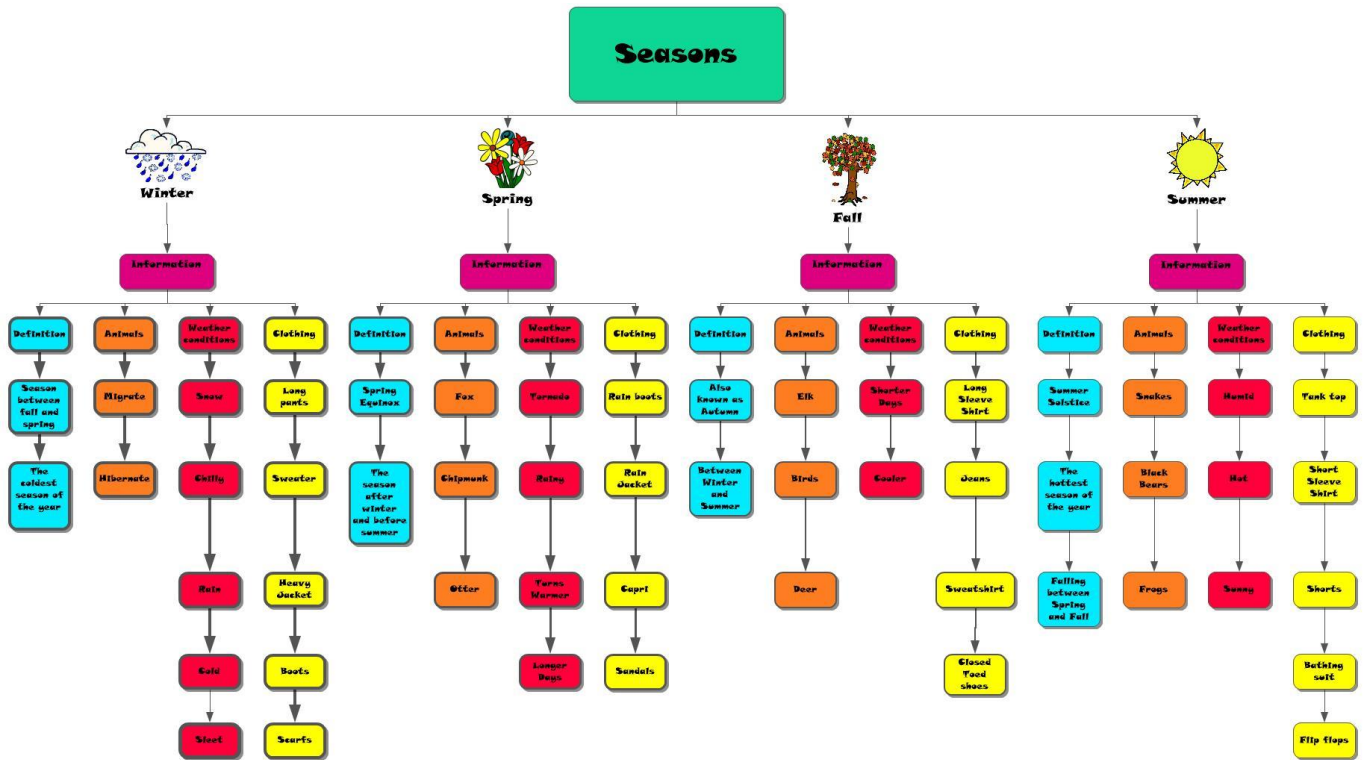 Seasons
Winter
Spring
Fall
Summer
Information
Information
Information
Information
Definition
Animals
Weather
conditions
Clothing
Definition
Animals
Weather
conditions
Clothing
Definition
Animals
Weather
conditions
Clothing
Definition
Animals
Weather
conditions
Clothing
Season
between
fall and
spring
Migrate
Snow
Long
pants
Spring
Equinox
Fox
Tornado
Rain boots
Also
known as
Autumn
Elk
Shorter
Days
Long
Sleeve
Shirt
Summer
Solstice
Snakes
Humid
Tank top
The
coldest
season of
the year
Hibernate
Chilly
Sweater
The
season
after
winter
and before
summer
Chipmunk
Rainy
Rain
Jacket
Between
Winter
and
Summer
Birds
Cooler
Jeans
The
hottest
season of
the year
Black
Bears
Hot
Short
Sleeve
Shirt
Rain
Heavy
Jacket
Otter
Turns
Warmer
Capri
Deer
Sweatshirt
Falling
between
Spring
and Fall
Frogs
Sunny
Shorts
Cold
Boots
Longer
Days
Sandals
Closed
Toed
shoes
Bathing
suit
Sleet
Scarfs
Flip flops